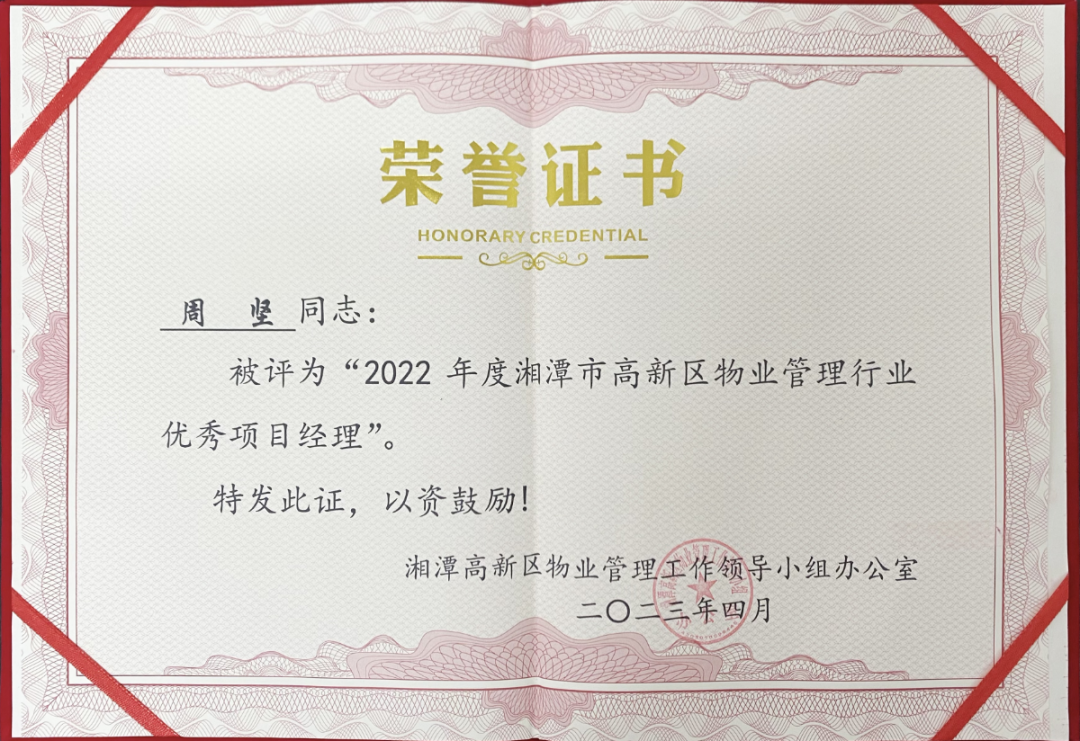 荣誉证书
HONORARY CREDENTIAL
周 坚 同志：
被评为“2022 年度湘潭市高新区物业管理行业
优秀项目经理”。
特发此证，以资鼓励！
湘潭高新区物业管理工作领导小组办公室
二〇二三年四月